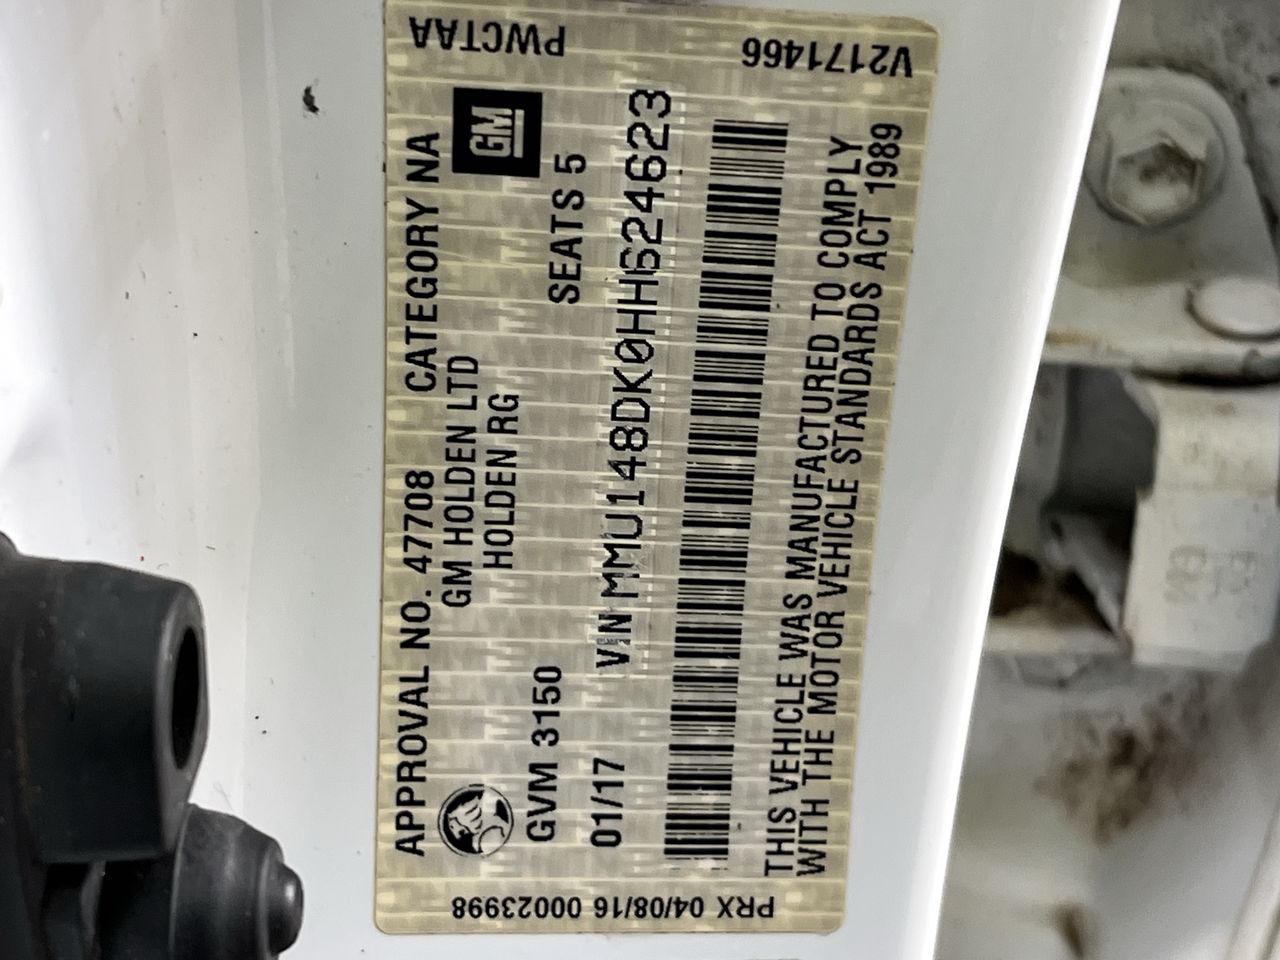 APPROVAL NO. 47708 CATEGORY NA
GM HOLDEN LTD
HOLDEN RG
GM
GVM 3150
SEATS 5
01/17
VIN MMU148DK0HH624623
THIS VEHICLE WAS MANUFACTURED TO COMPLY
WITH THE MOTOR VEHICLE STANDARDS ACT 1989
PWCTAA
V2171466
PRX 04/08/16 00023998